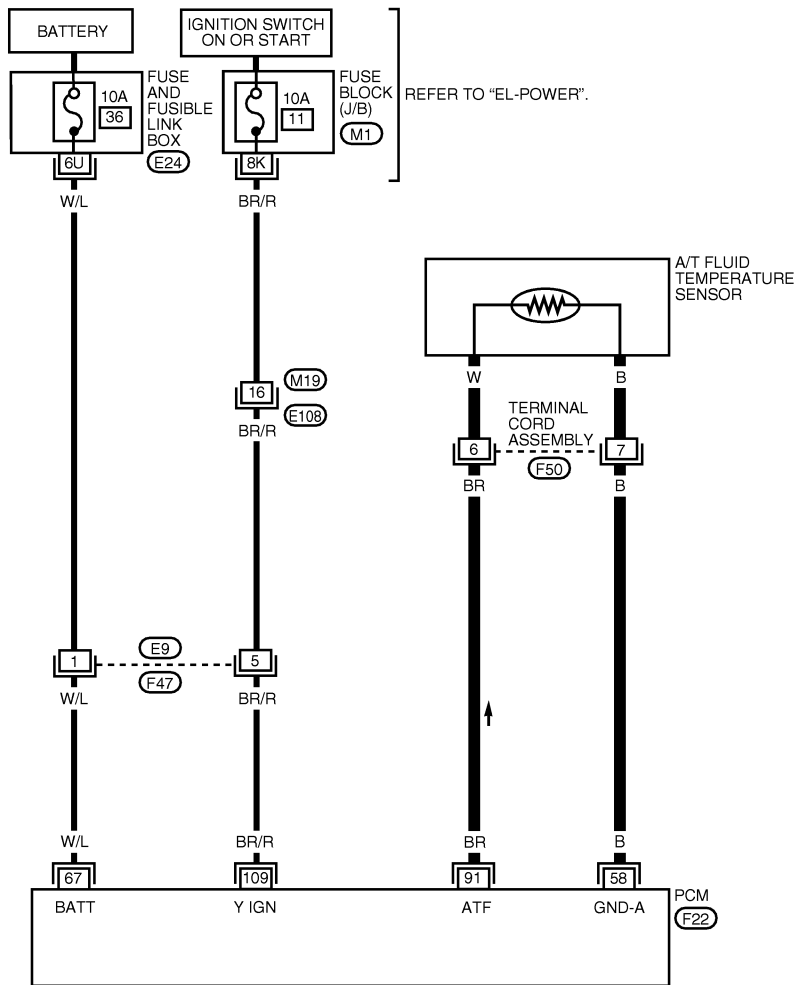 BATTERY
IGNITION SWITCH
ON OR START
10A
36
FUSE
AND
FUSIBLE
LINK
BOX
E24
10A
11
FUSE
BLOCK
(J/B)
M1
REFER TO “EL-POWER”.
6U
8K
W/L
BR/R
A/T FLUID
TEMPERATURE
SENSOR
16
M19
E108
BR/R
W
B
TERMINAL
CORD
ASSEMBLY
6
7
F50
BR
B
1
E9
5
F47
W/L
BR/R
W/L
BR/R
BR
B
67
109
91
58
BATT
Y IGN
ATF
GND-A
PCM
F22